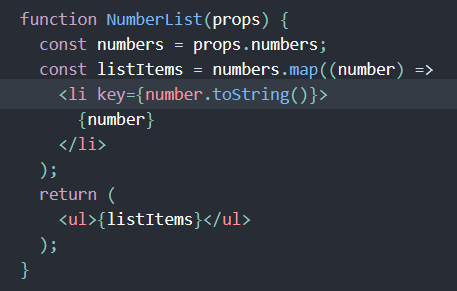 function NumberList(props) {
  const numbers = props.numbers;
  const listItems = numbers.map((number) =>
    <li key={number.toString()}>
      {number}
    </li>
  );
  return (
    <ul>{listItems}</ul>
  );
}